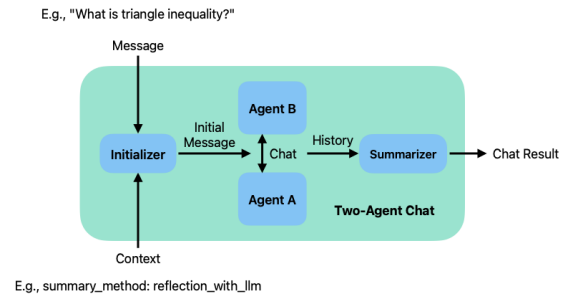 E.g., "What is triangle inequality?"
Message
Agent B
Initial
Message
History
Initializer
Chat
Summarizer
Chat Result
Agent A
Two-Agent Chat
Context
E.g., summary_method: reflection_with_llm